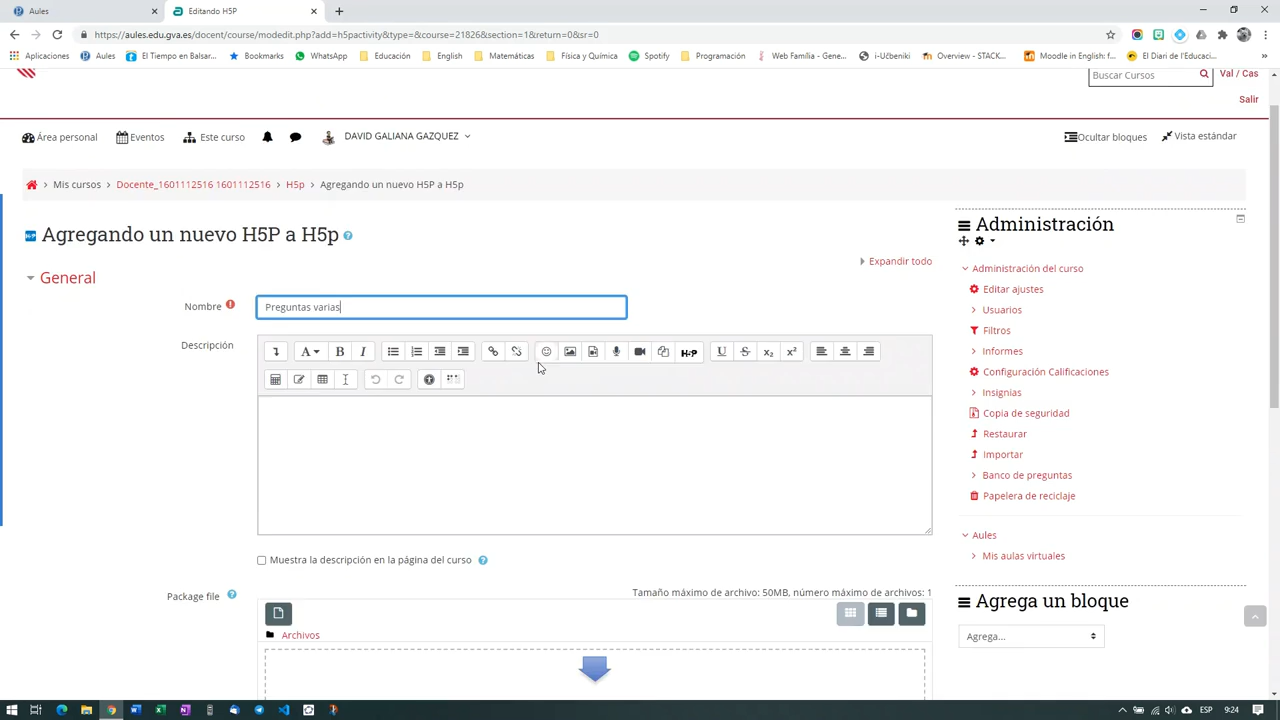 Aules
Editando H5P
https://aules.edu.gva.es/docent/course/modedit.php?add=h5pactivity&type=&course=21826&section=1&return=0&sr=0
Aplicaciones
Aules
El Tiempo en Balsar...
Bookmarks
WhatsApp
Educación
English
Matemáticas
Física y Química
Spotify
Programación
Web Família - Gene...
i-Učbeniki
Overview — STACK...
Moodle in English: f...
El Diari de l'Educaci...
»
Buscar Cursos
Val / Cas
Salir
Área personal
Eventos
Este curso
DAVID GALIANA GAZQUEZ
Ocultar bloques
Vista estándar
Mis cursos > Docente_1601112516 1601112516 > H5p > Agregando un nuevo H5P a H5p
Agregando un nuevo H5P a H5p
Expandir todo
General
Nombre
Preguntas varias
Descripción
Muestra la descripción en la página del curso
Package file
Tamaño máximo de archivo: 50MB, número máximo de archivos: 1
Archivos
Administración
Administración del curso
Editar ajustes
Usuarios
Filtros
Informes
Configuración Calificaciones
Insignias
Copia de seguridad
Restaurar
Importar
Banco de preguntas
Papelera de reciclaje
Aules
Mis aulas virtuales
Agrega un bloque
Agrega...
ESP
9:24